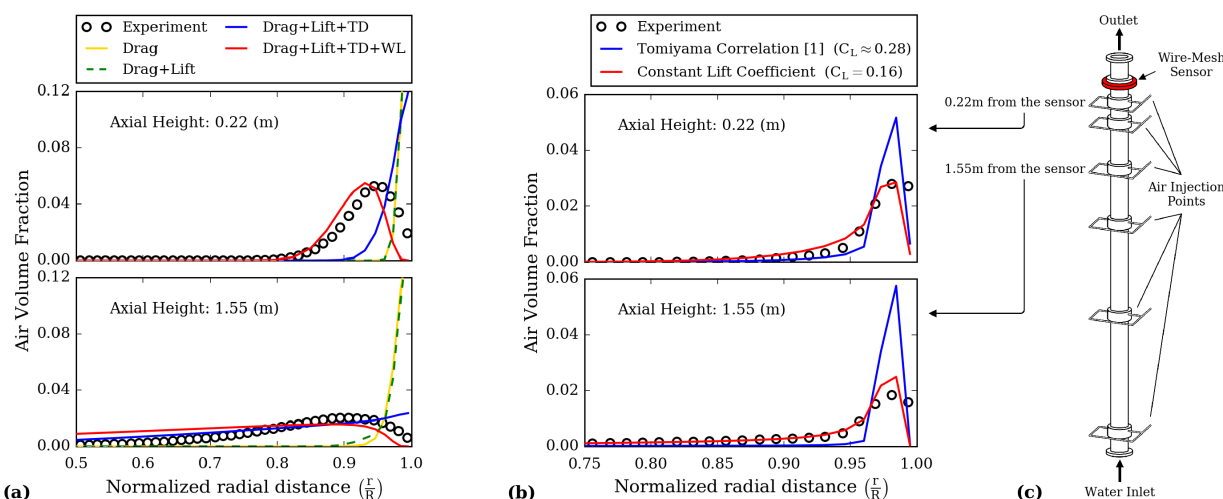 Experiment
Drag
Drag+Lift
Drag+Lift+TD
Drag+Lift+TD+WL
0.12
0.08
0.04
0.00
Axial Height: 0.22 (m)
0.12
0.08
0.04
0.00
Axial Height: 1.55 (m)
Air Volume Fraction
0.5 0.6 0.7 0.8 0.9 1.0
Normalized radial distance (r/R)
(a)
Experiment
Tomiyama Correlation [1] (C_L ≈ 0.28)
Constant Lift Coefficient (C_L = 0.16)
0.06
0.04
0.02
0.00
Axial Height: 0.22 (m)
0.06
0.04
0.02
0.00
Axial Height: 1.55 (m)
Air Volume Fraction
0.75 0.80 0.85 0.90 0.95 1.00
Normalized radial distance (r/R)
(b)
Outlet
Wire-Mesh
Sensor
0.22m from the sensor
1.55m from the sensor
Air Injection
Points
Water Inlet
(c)